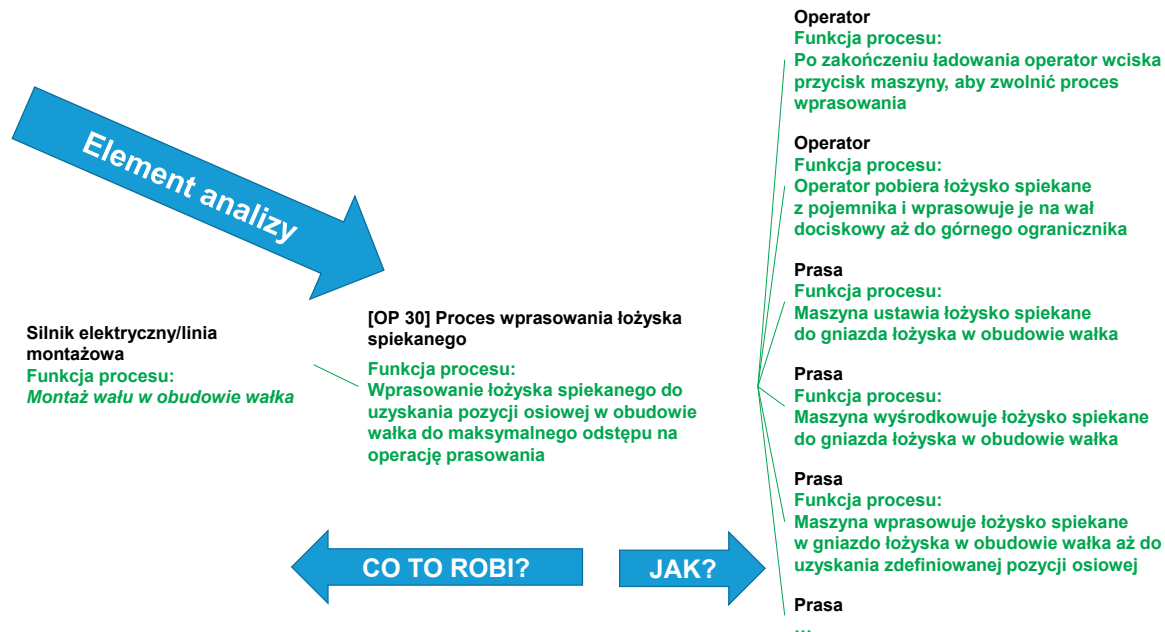 Element analizy
Silnik elektryczny/linia
montażowa
Funkcja procesu:
Montaż wału w obudowie wałka
[OP 30] Proces wprasowania łożyska
spiekanego
Funkcja procesu:
Wprasowanie łożyska spiekanego do
uzyskania pozycji osiowej w obudowie
wałka do maksymalnego odstępu na
operację prasowania
CO TO ROBI?
JAK?
Operator
Funkcja procesu:
Po zakończeniu ładowania operator wciska
przycisk maszyny, aby zwolnić proces
wprasowania
Operator
Funkcja procesu:
Operator pobiera łożysko spiekane
z pojemnika i wprasowuje je na wał
dociskowy aż do górnego ogranicznika
Prasa
Funkcja procesu:
Maszyna ustawia łożysko spiekane
do gniazda łożyska w obudowie wałka
Prasa
Funkcja procesu:
Maszyna wyśrodkowuje łożysko spiekane
do gniazda łożyska w obudowie wałka
Prasa
Funkcja procesu:
Maszyna wprasowuje łożysko spiekane
w gniazdo łożyska w obudowie wałka aż do
uzyskania zdefiniowanej pozycji osiowej
Prasa
...